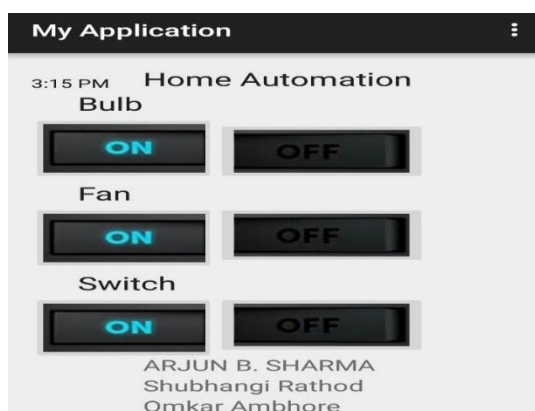 My Application
3:15 PM Home Automation
Bulb
ON OFF
Fan
ON OFF
Switch
ON OFF
ARJUN B. SHARMA
Shubhangi Rathod
Omkar Ambhore